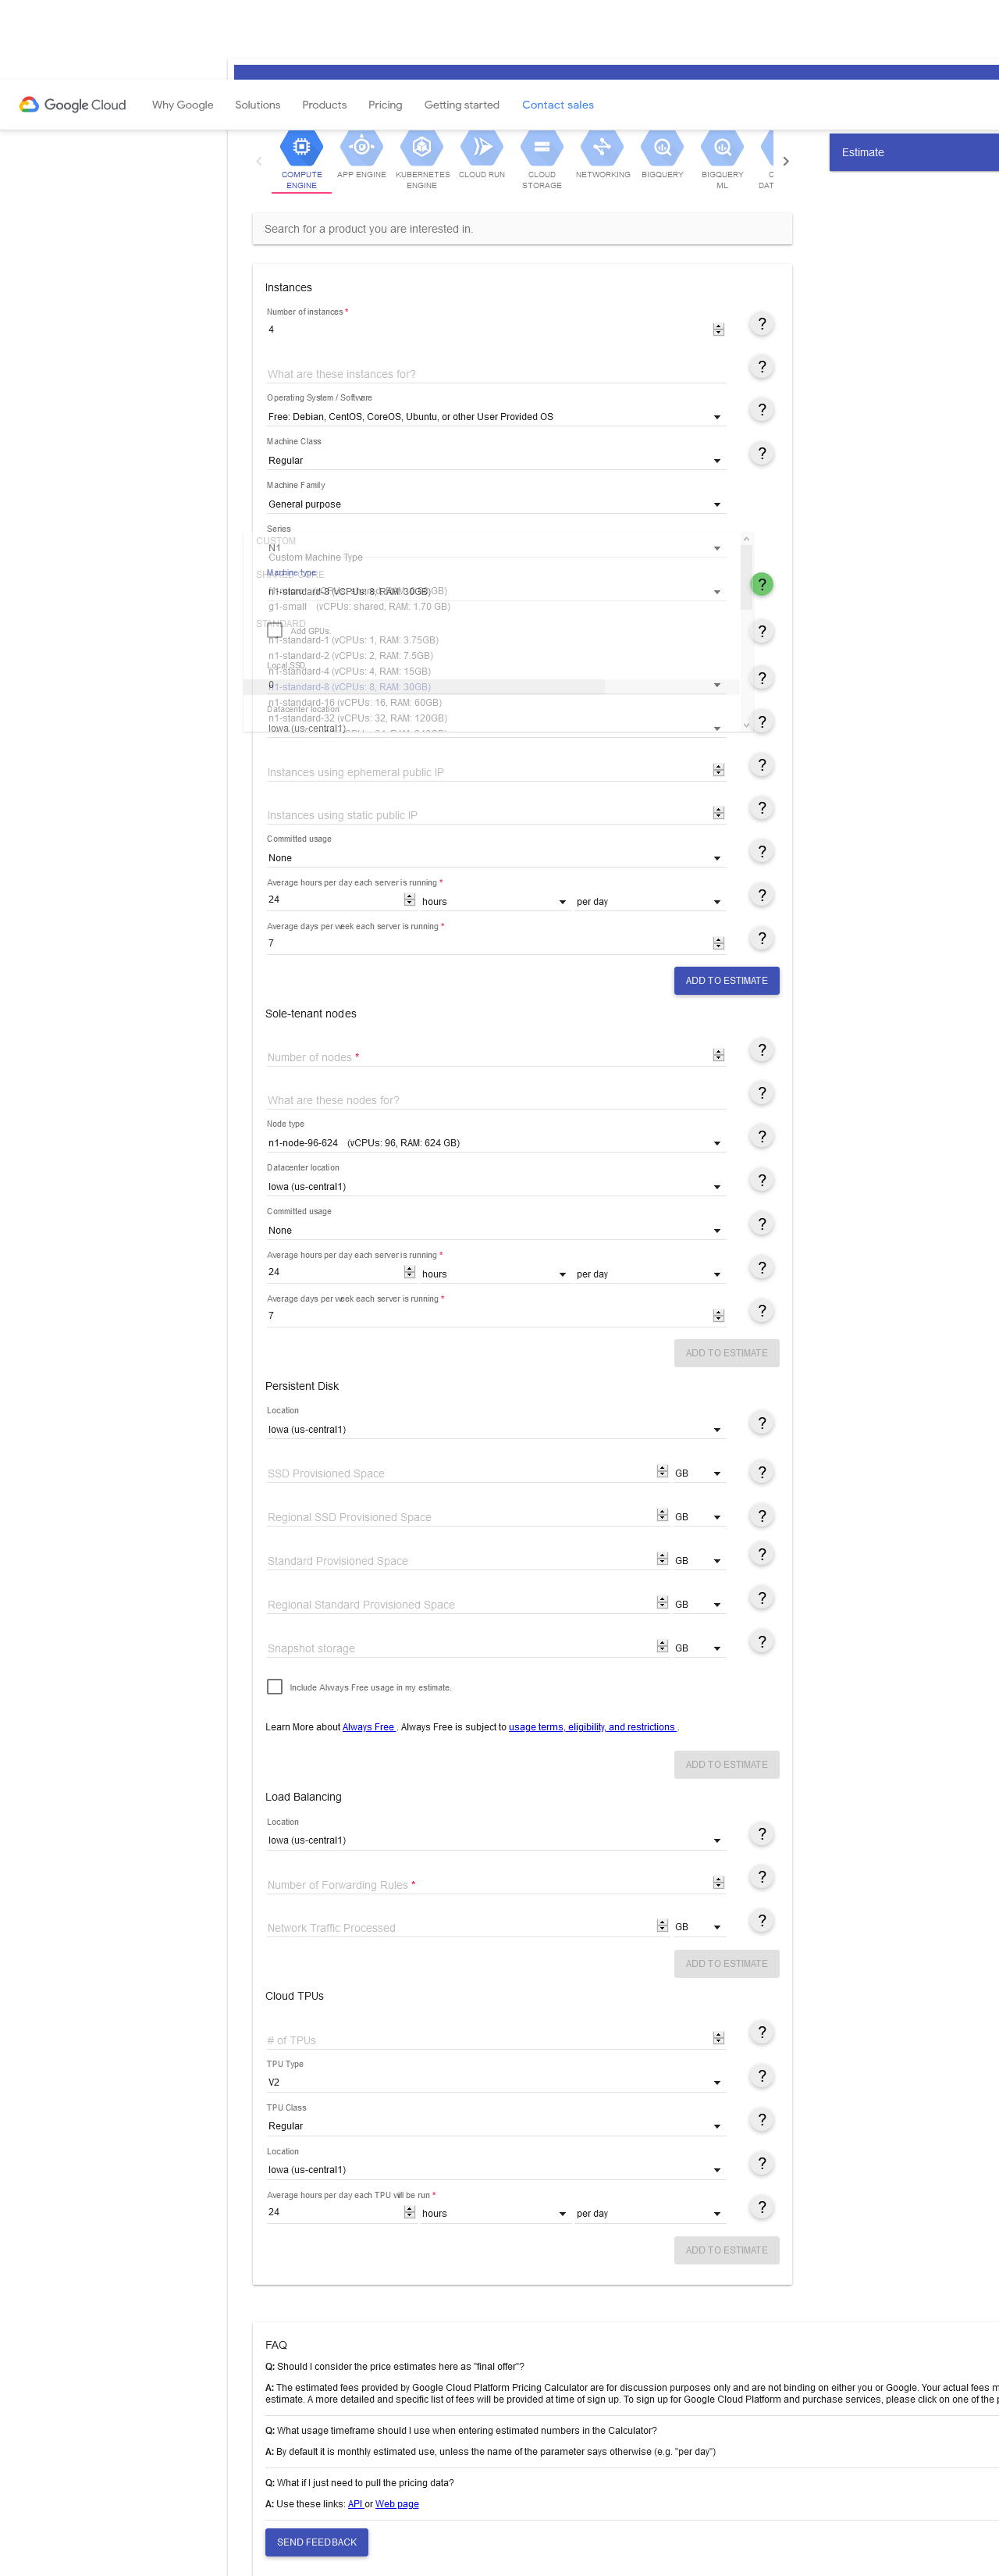 Google Cloud
Why Google
Solutions
Products
Pricing
Getting started
Contact sales
COMPUTE
ENGINE
APP ENGINE
KUBERNETES
ENGINE
CLOUD RUN
CLOUD
STORAGE
NETWORKING
BIGQUERY
BIGQUERY
ML
Estimate
Search for a product you are interested in.
Instances
Number of instances *
4
What are these instances for?
Operating System / Software
Free: Debian, CentOS, CoreOS, Ubuntu, or other User Provided OS
Machine Class
Regular
Machine Family
General purpose
Series
CUSTOM
N1
Custom Machine Type
Machine type
SHARED CORE
n1-standard-8 (vCPUs: 8, RAM: 30GB)
g1-small (vCPUs: shared, RAM: 1.70 GB)
STANDARD
Add GPUs.
n1-standard-1 (vCPUs: 1, RAM: 3.75GB)
n1-standard-2 (vCPUs: 2, RAM: 7.5GB)
Local SSD
n1-standard-4 (vCPUs: 4, RAM: 15GB)
0
n1-standard-8 (vCPUs: 8, RAM: 30GB)
n1-standard-16 (vCPUs: 16, RAM: 60GB)
Datacenter location
n1-standard-32 (vCPUs: 32, RAM: 120GB)
Iowa (us-central1)
Instances using ephemeral public IP
Instances using static public IP
Committed usage
None
Average hours per day each server is running *
24 hours per day
Average days per week each server is running *
7
ADD TO ESTIMATE
Sole-tenant nodes
Number of nodes *
What are these nodes for?
Node type
n1-node-96-624 (vCPUs: 96, RAM: 624 GB)
Datacenter location
Iowa (us-central1)
Committed usage
None
Average hours per day each server is running *
24 hours per day
Average days per week each server is running *
7
ADD TO ESTIMATE
Persistent Disk
Location
Iowa (us-central1)
SSD Provisioned Space GB
Regional SSD Provisioned Space GB
Standard Provisioned Space GB
Regional Standard Provisioned Space GB
Snapshot storage GB
Include Always Free usage in my estimate.
Learn More about Always Free . Always Free is subject to usage terms, eligibility, and restrictions .
ADD TO ESTIMATE
Load Balancing
Location
Iowa (us-central1)
Number of Forwarding Rules *
Network Traffic Processed GB
ADD TO ESTIMATE
Cloud TPUs
# of TPUs
TPU Type
V2
TPU Class
Regular
Location
Iowa (us-central1)
Average hours per day each TPU will be run *
24 hours per day
ADD TO ESTIMATE
FAQ
Q: Should I consider the price estimates here as "final offer"?
A: The estimated fees provided by Google Cloud Platform Pricing Calculator are for discussion purposes only and are not binding on either you or Google. Your actual fees
estimate. A more detailed and specific list of fees will be provided at time of sign up. To sign up for Google Cloud Platform and purchase services, please click on one of the
Q: What usage timeframe should I use when entering estimated numbers in the Calculator?
A: By default it is monthly estimated use, unless the name of the parameter says otherwise (e.g. "per day")
Q: What if I just need to pull the pricing data?
A: Use these links: API or Web page
SEND FEEDBACK